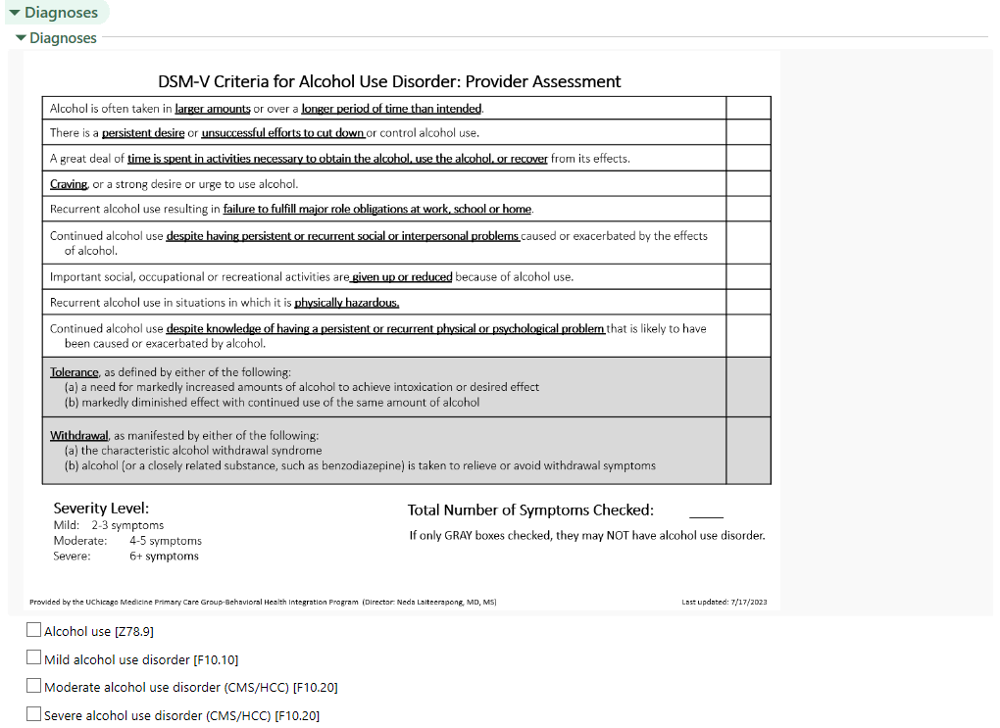 Diagnoses
Diagnoses
DSM-V Criteria for Alcohol Use Disorder: Provider Assessment
Alcohol is often taken in larger amounts or over a longer period of time than intended.
There is a persistent desire or unsuccessful efforts to cut down or control alcohol use.
A great deal of time is spent in activities necessary to obtain the alcohol, use the alcohol, or recover from its effects.
Craving, or a strong desire or urge to use alcohol.
Recurrent alcohol use resulting in failure to fulfill major role obligations at work, school or home.
Continued alcohol use despite having persistent or recurrent social or interpersonal problems caused or exacerbated by the effects
of alcohol.
Important social, occupational or recreational activities are given up or reduced because of alcohol use.
Recurrent alcohol use in situations in which it is physically hazardous.
Continued alcohol use despite knowledge of having a persistent or recurrent physical or psychological problem that is likely to have
been caused or exacerbated by alcohol.
Tolerance, as defined by either of the following:
(a) a need for markedly increased amounts of alcohol to achieve intoxication or desired effect
(b) markedly diminished effect with continued use of the same amount of alcohol
Withdrawal, as manifested by either of the following:
(a) the characteristic alcohol withdrawal syndrome
(b) alcohol (or a closely related substance, such as benzodiazepine) is taken to relieve or avoid withdrawal symptoms
Severity Level:
Mild: 2-3 symptoms
Moderate: 4-5 symptoms
Severe: 6+ symptoms
Total Number of Symptoms Checked: ____
If only GRAY boxes checked, they may NOT have alcohol use disorder.
Provided by the UChicago Medicine Primary Care Group-Behavioral Health Integration Program (Director: Neda Laiteerapong, MD, MS)
Last updated: 7/17/2023
Alcohol use [Z78.9]
Mild alcohol use disorder [F10.10]
Moderate alcohol use disorder (CMS/HCC) [F10.20]
Severe alcohol use disorder (CMS/HCC) [F10.20]